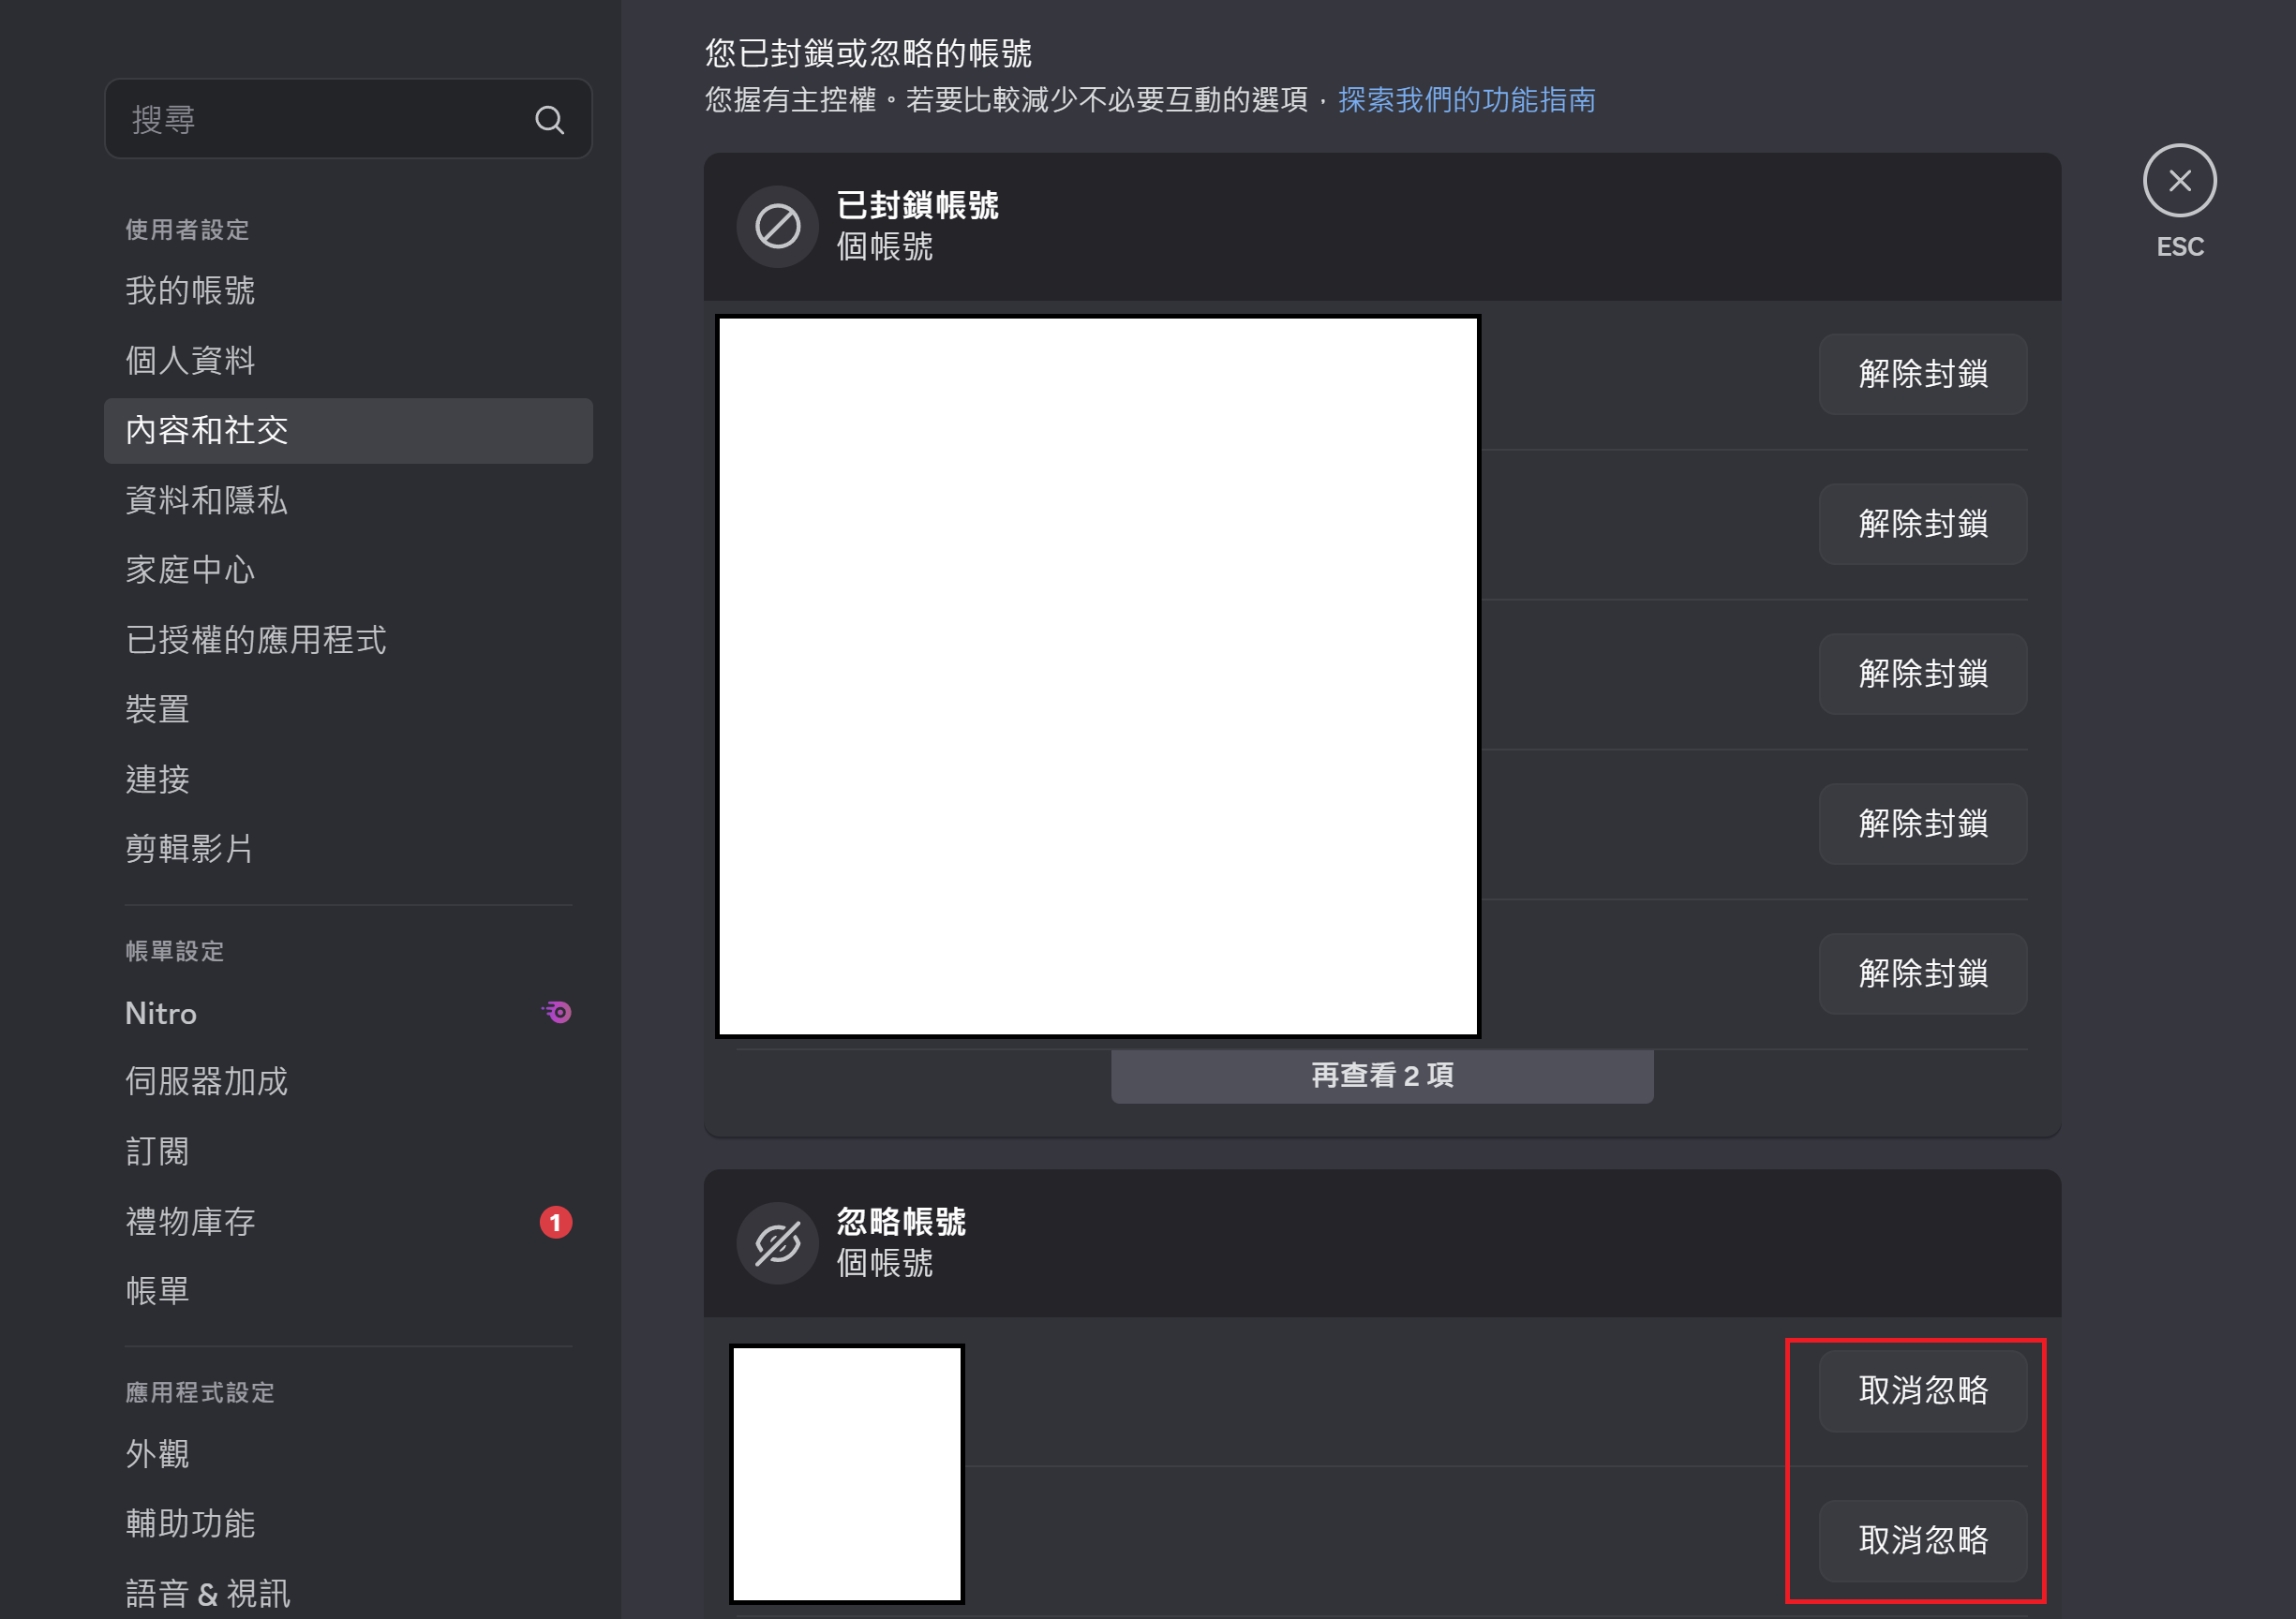 搜尋
使用者設定
我的帳號
個人資料
內容和社交
資料和隱私
家庭中心
已授權的應用程式
裝置
連接
剪輯影片
帳單設定
Nitro
伺服器加成
訂閱
禮物庫存
1
帳單
應用程式設定
外觀
輔助功能
語音 & 視訊
您已封鎖或忽略的帳號
您握有主控權。若要比較減少不必要互動的選項，探索我們的功能指南
ESC
已封鎖帳號
個帳號
解除封鎖
解除封鎖
解除封鎖
解除封鎖
解除封鎖
再查看 2 項
忽略帳號
個帳號
取消忽略
取消忽略